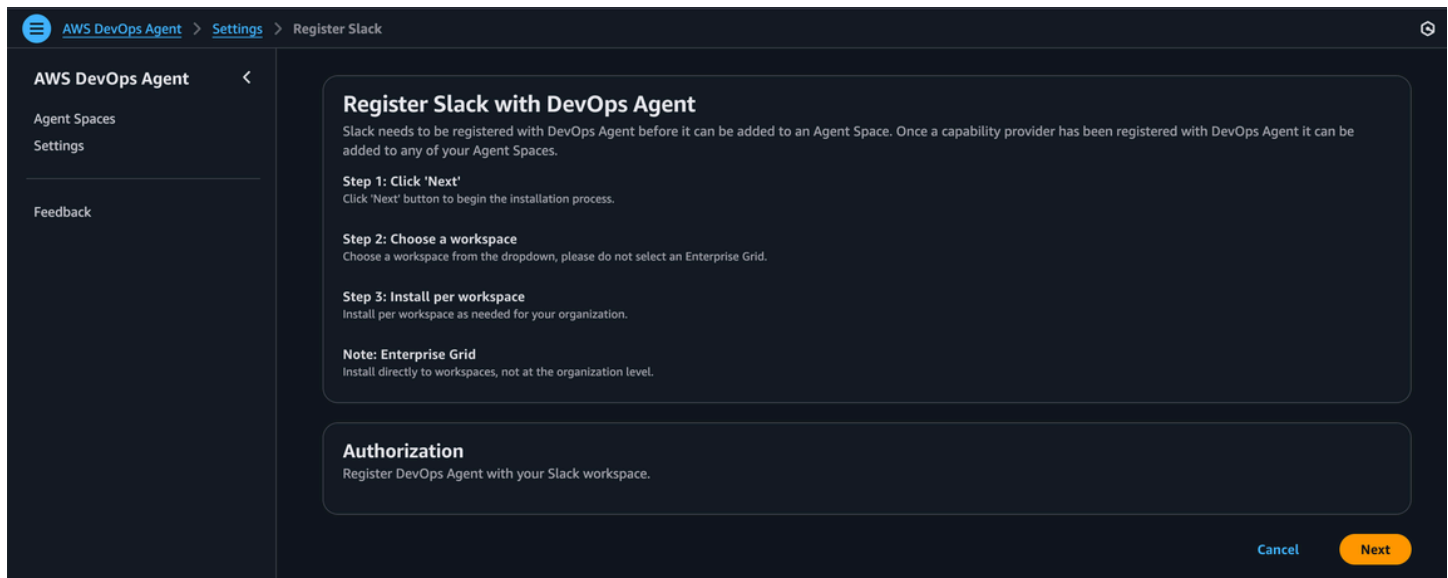 AWS DevOps Agent > Settings > Register Slack
AWS DevOps Agent
Agent Spaces
Settings
Feedback
Register Slack with DevOps Agent
Slack needs to be registered with DevOps Agent before it can be added to an Agent Space. Once a capability provider has been registered with DevOps Agent it can be
added to any of your Agent Spaces.
Step 1: Click 'Next'
Click 'Next' button to begin the installation process.
Step 2: Choose a workspace
Choose a workspace from the dropdown, please do not select an Enterprise Grid.
Step 3: Install per workspace
Install per workspace as needed for your organization.
Note: Enterprise Grid
Install directly to workspaces, not at the organization level.
Authorization
Register DevOps Agent with your Slack workspace.
Cancel Next